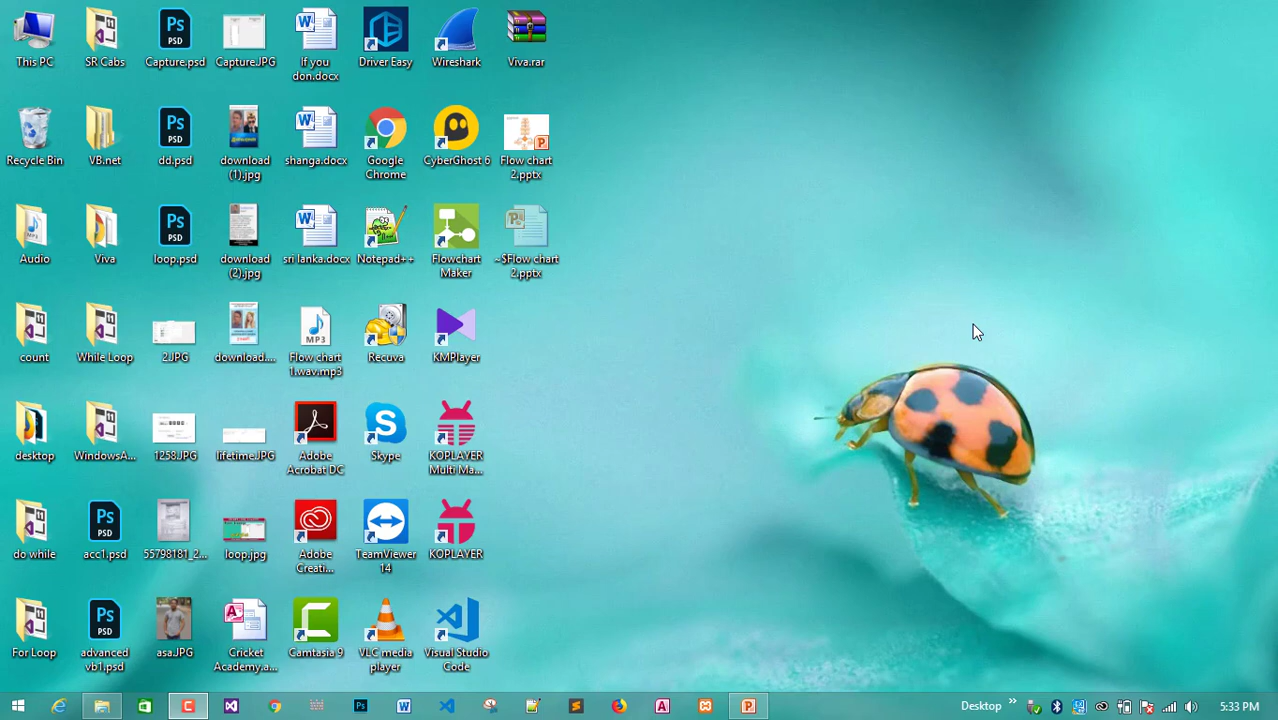 This PC
SR Cabs
Capture.psd
Capture.JPG
If you
don.docx
Driver Easy
Wireshark
Viva.rar
Recycle Bin
VB.net
dd.psd
download
(1).jpg
shanga.docx
Google
Chrome
CyberGhost 6
Flow chart
2.pptx
Audio
Viva
loop.psd
download
(2).jpg
sri lanka.docx
Notepad++
Flowchart
Maker
~$Flow chart
2.pptx
count
While Loop
2.JPG
download....
Flow chart
1.wav.mp3
Recuva
KMPlayer
desktop
WindowsA...
1258.JPG
lifetime.JPG
Adobe
Acrobat DC
Skype
KOPLAYER
Multi Ma...
do while
acc1.psd
55798181_2...
loop.jpg
Adobe
Creati...
TeamViewer
14
KOPLAYER
For Loop
advanced
vb1.psd
asa.JPG
Cricket
Academy.a...
Camtasia 9
VLC media
player
Visual Studio
Code
Desktop
5:33 PM